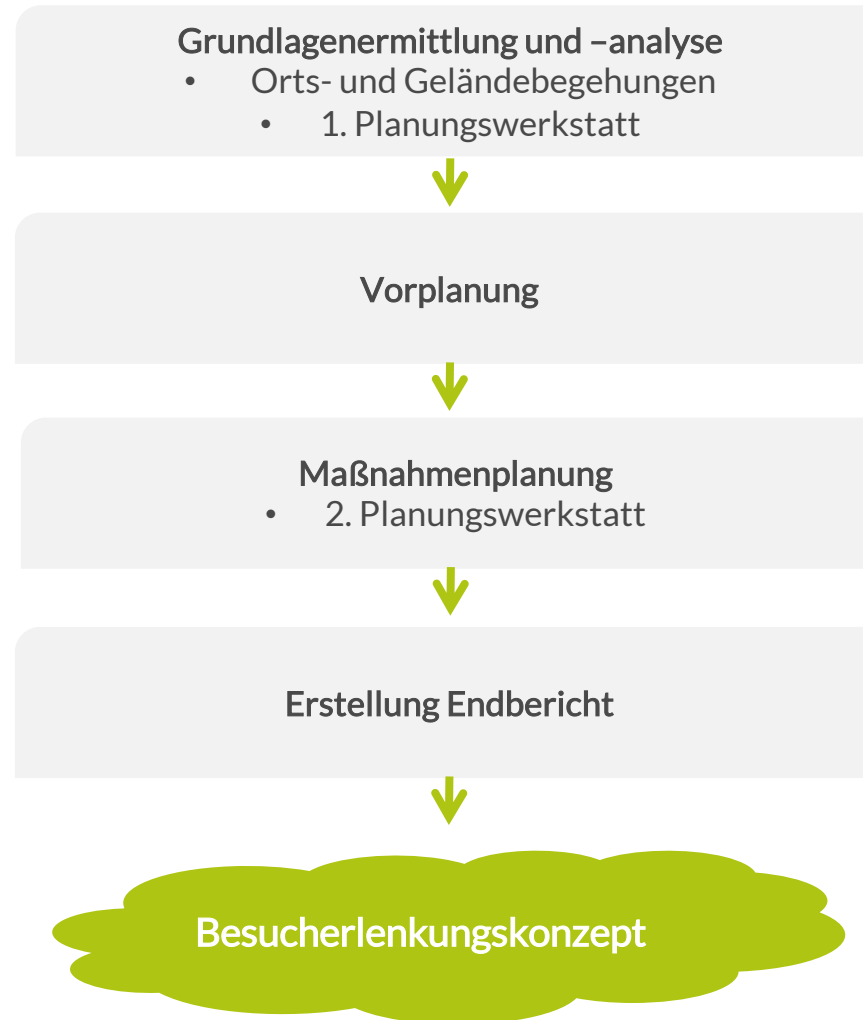 Grundlagenermittlung und –analyse
• Orts- und Geländebegehungen
• 1. Planungswerkstatt
Vorplanung
Maßnahmenplanung
• 2. Planungswerkstatt
Erstellung Endbericht
Besucherlenkungskonzept